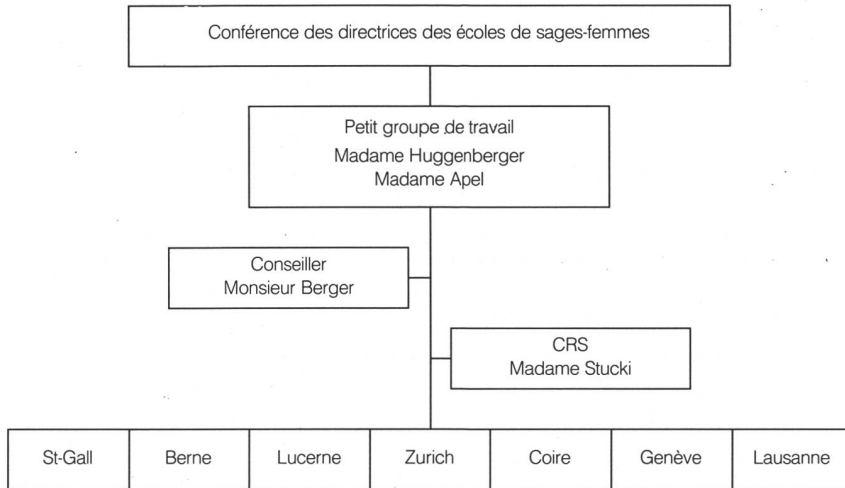 Conférence des directrices des écoles de sages-femmes
Petit groupe de travail
Madame Huggenberger
Madame Apel
Conseiller
Monsieur Berger
CRS
Madame Stucki
St-Gall
Berne
Lucerne
Zurich
Coire
Genève
Lausanne